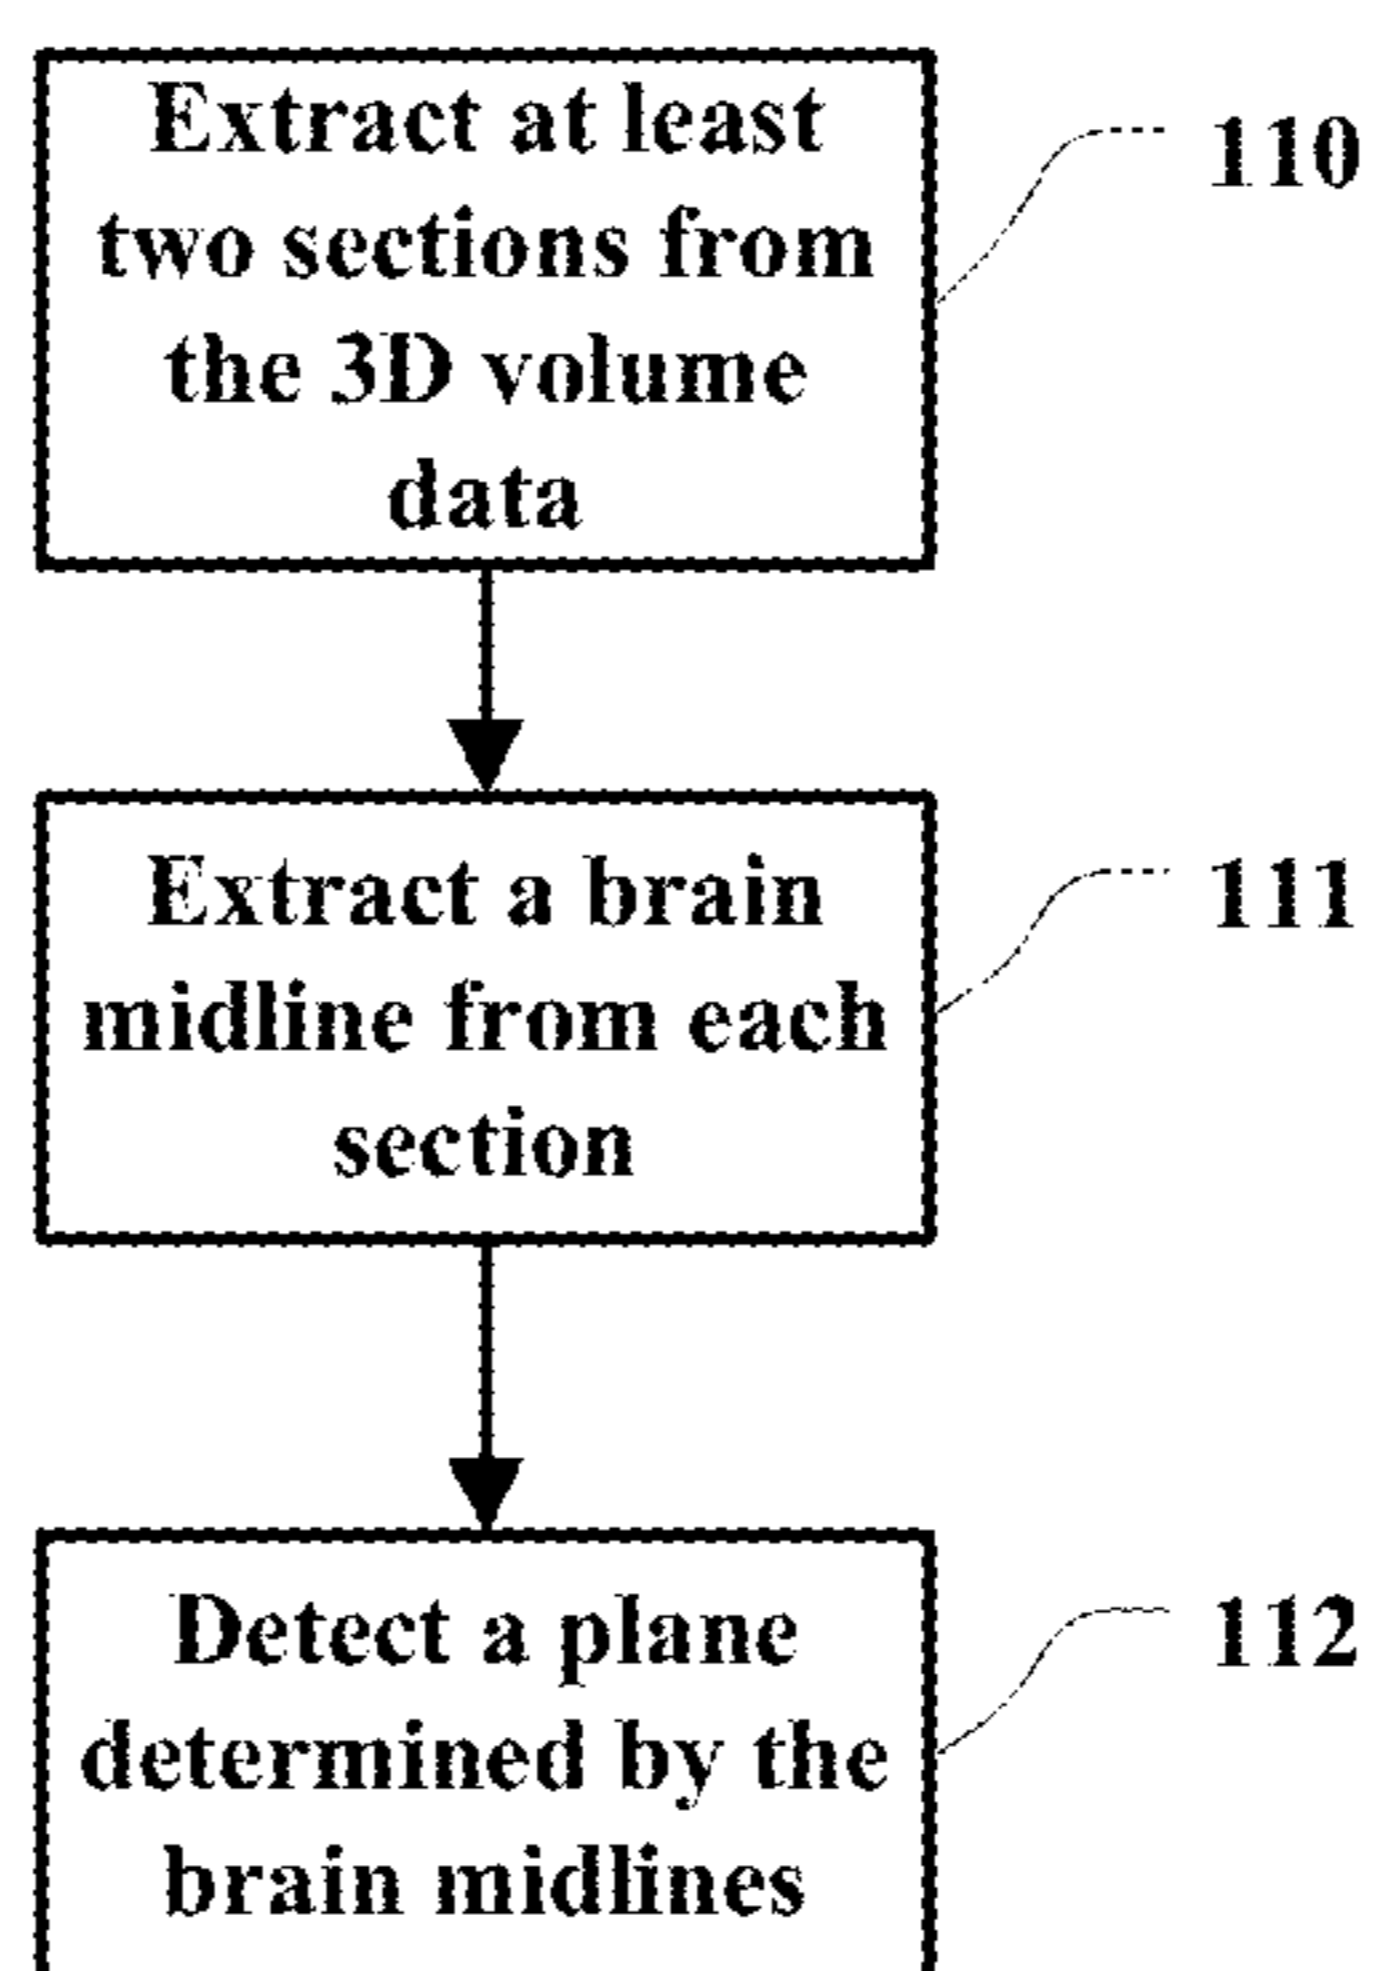 Extract at least
two sections from
the 3D volume
data
110
Extract a brain
midline from each
section
111
Detect a plane
determined by the
brain midlines
112